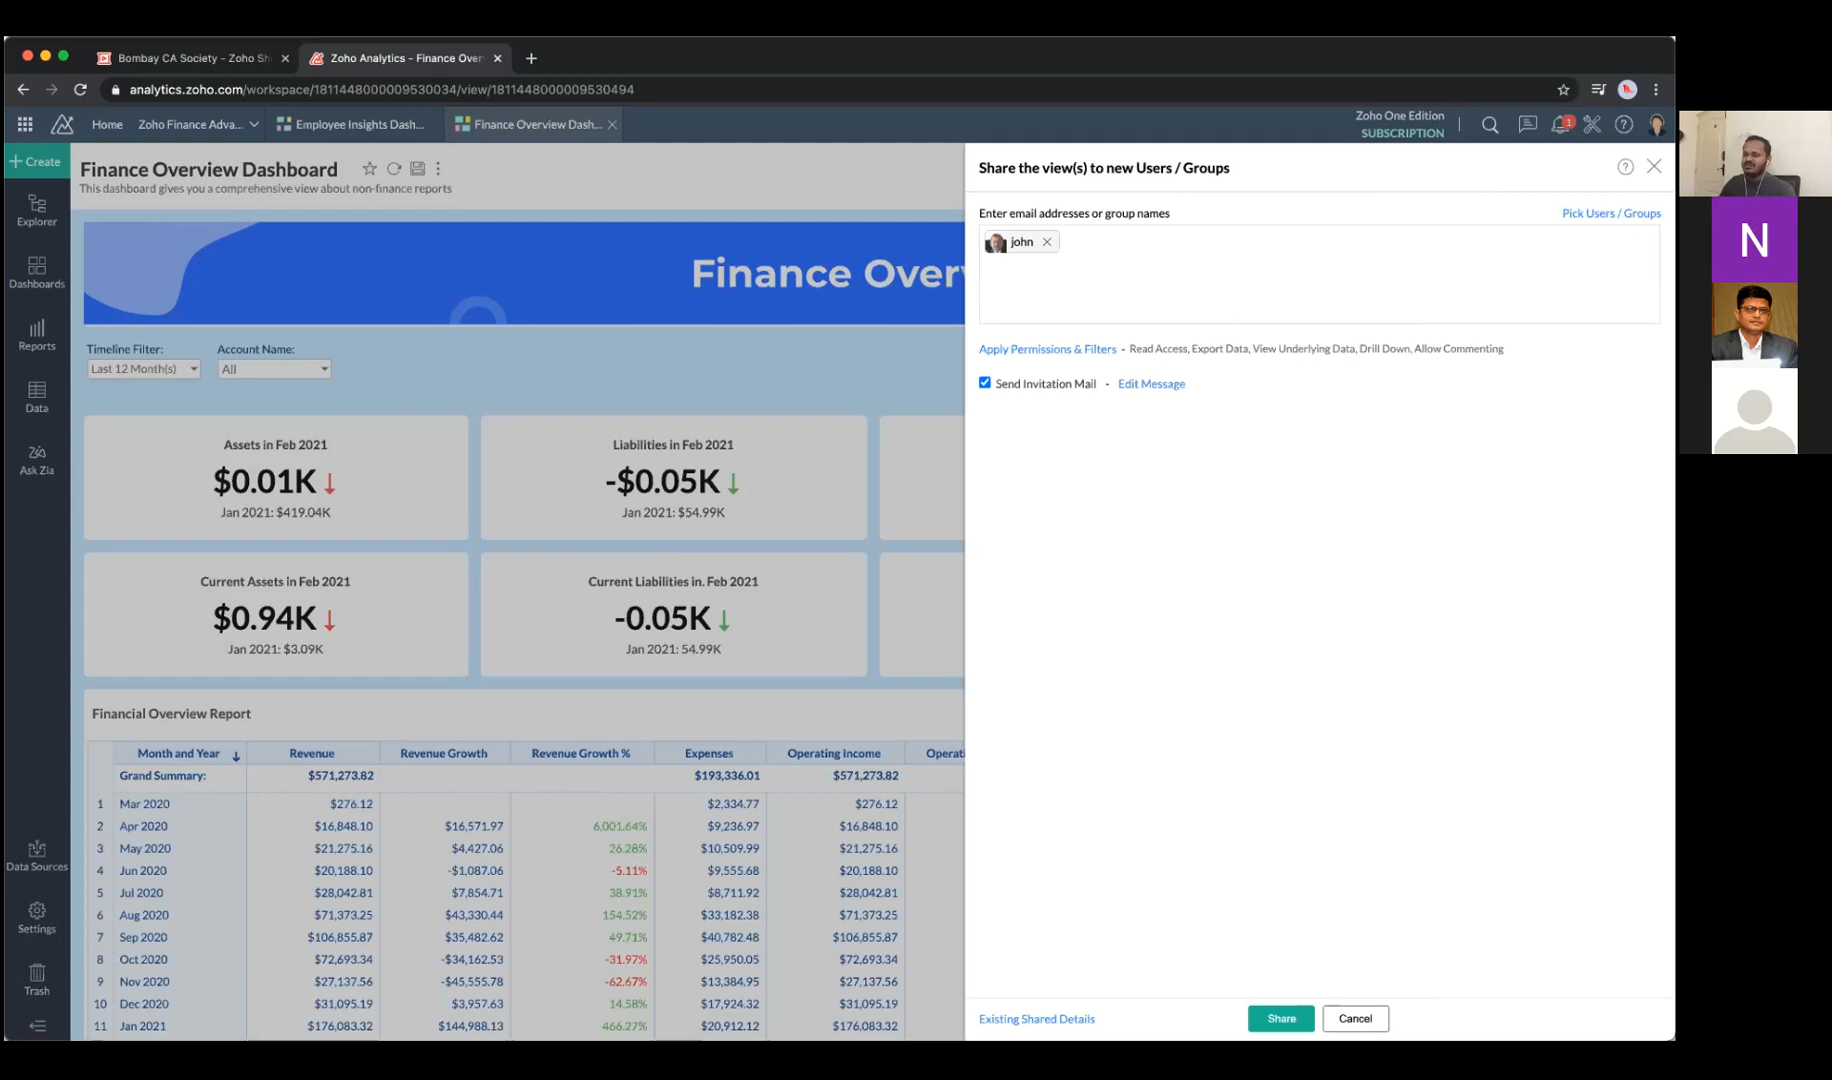 Bombay CA Society - Zoho Sh
Zoho Analytics - Finance Over
analytics.zoho.com/workspace/1811448000009530034/view/1811448000009530494
Home
Zoho Finance Adva...
Employee Insights Dash...
Finance Overview Dash...
Zoho One Edition
SUBSCRIPTION
1
+ Create
Explorer
Dashboards
Reports
Data
Zia
Ask Zia
Data Sources
Settings
Trash
Finance Overview Dashboard
This dashboard gives you a comprehensive view about non-finance reports
Finance Over
Timeline Filter:
Account Name:
Last 12 Month(s)
All
Assets in Feb 2021
$0.01K
Jan 2021: $419.04K
Liabilities in Feb 2021
-$0.05K
Jan 2021: $54.99K
Current Assets in Feb 2021
$0.94K
Jan 2021: $3.09K
Current Liabilities in. Feb 2021
-0.05K
Jan 2021: 54.99K
Financial Overview Report
Month and Year Revenue Revenue Growth Revenue Growth % Expenses Operating Income Operati
Grand Summary: $571,273.82 $193,336.01 $571,273.82
1 Mar 2020 $276.12 $2,334.77 $276.12
2 Apr 2020 $16,848.10 $16,571.97 6,001.64% $9,236.97 $16,848.10
3 May 2020 $21,275.16 $4,427.06 26.28% $10,509.99 $21,275.16
4 Jun 2020 $20,188.10 -$1,087.06 -5.11% $9,555.68 $20,188.10
5 Jul 2020 $28,042.81 $7,854.71 38.91% $8,711.92 $28,042.81
6 Aug 2020 $71,373.25 $43,330.44 154.52% $33,182.38 $71,373.25
7 Sep 2020 $106,855.87 $35,482.62 49.71% $40,782.48 $106,855.87
8 Oct 2020 $72,693.34 -$34,162.53 -31.97% $25,950.05 $72,693.34
9 Nov 2020 $27,137.56 -$45,555.78 -62.67% $13,384.95 $27,137.56
10 Dec 2020 $31,095.19 $3,957.63 14.58% $17,924.32 $31,095.19
11 Jan 2021 $176,083.32 $144,988.13 466.27% $20,912.12 $176,083.32
Share the view(s) to new Users / Groups
Enter email addresses or group names
Pick Users / Groups
john
Apply Permissions & Filters - Read Access, Export Data, View Underlying Data, Drill Down, Allow Commenting
Send Invitation Mail - Edit Message
Existing Shared Details
Share
Cancel
N